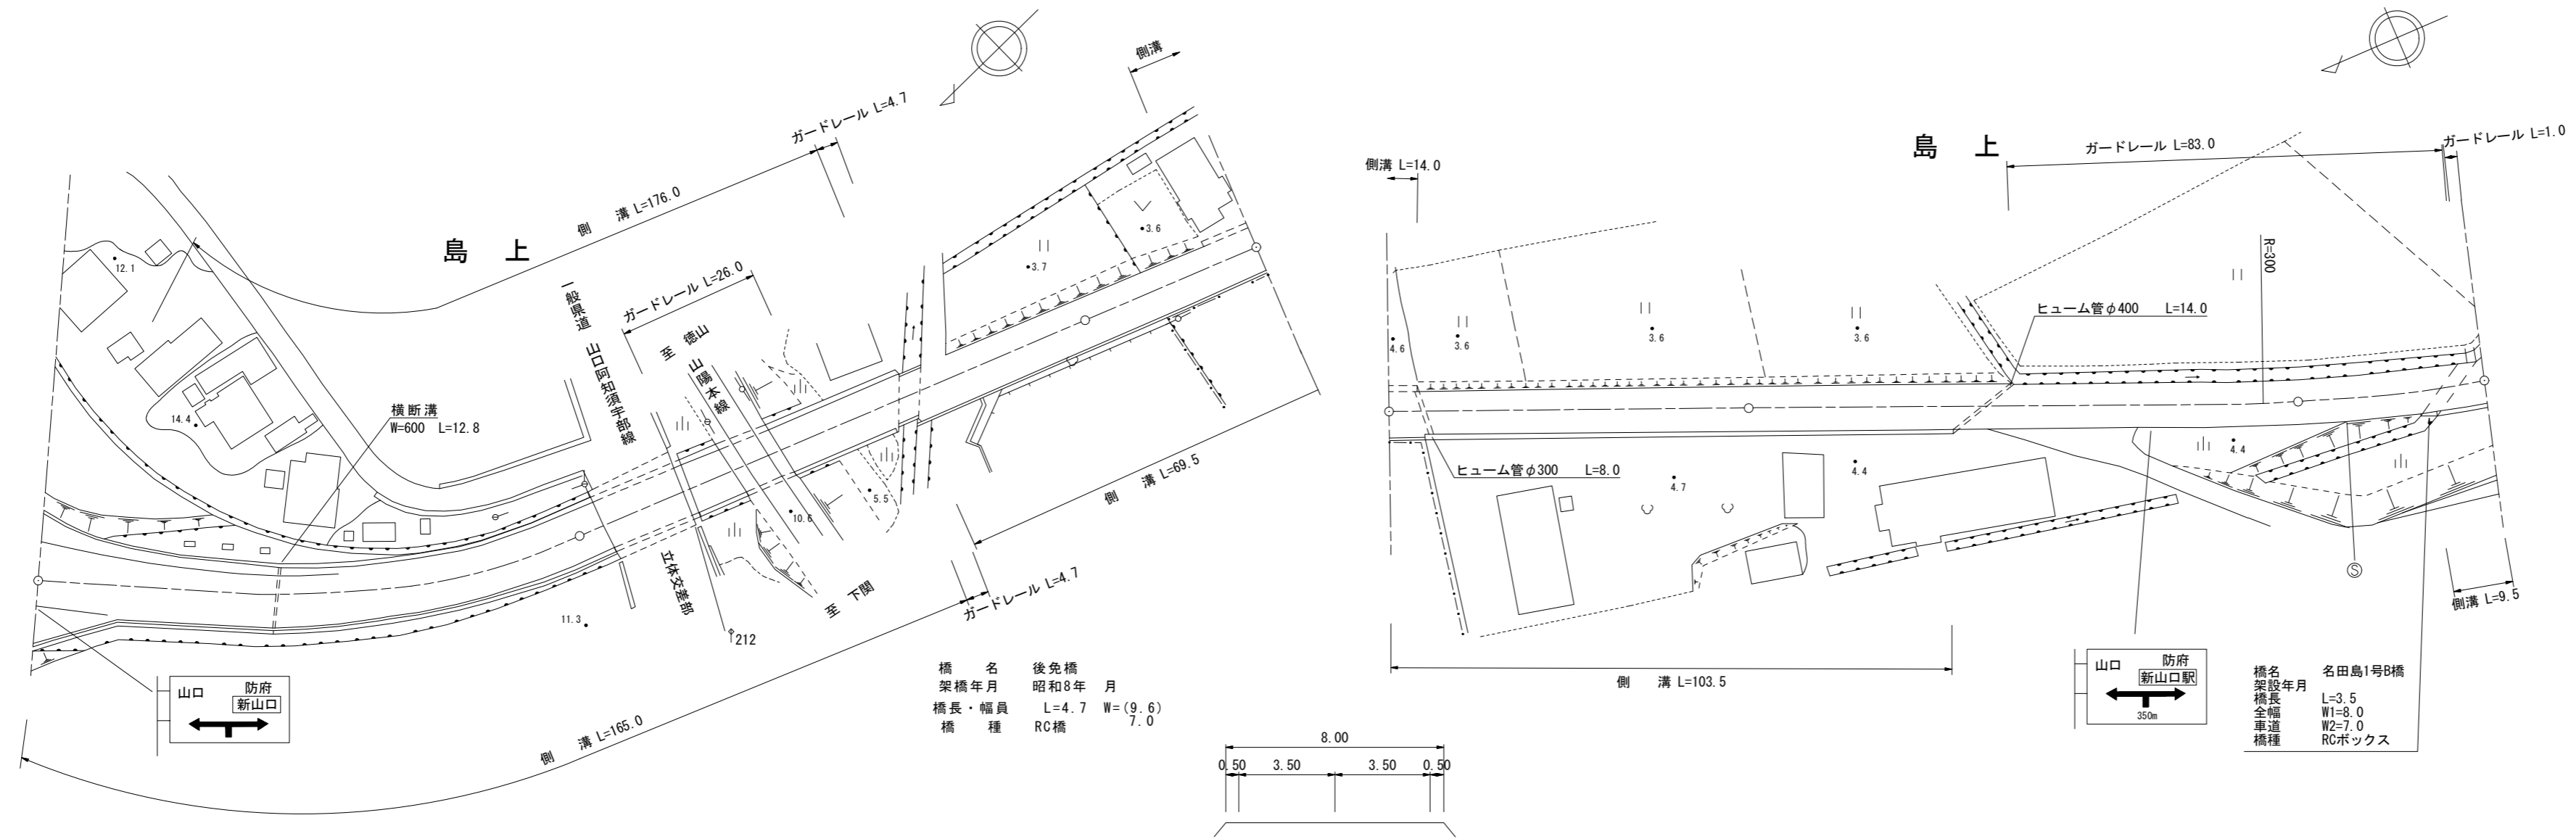 側溝
ガードレール L=4.7
側　溝 L=176.0
島　上
12.1
ガードレール L=26.0
一般県道　山口阿知須宇部線
至　徳山
山陽本線
3.6
3.7
14.4
横断溝
W=600　L=12.8
5.5
10.6
立体交差部
至　下関
11.3
212
側　溝 L=69.5
ガードレール L=4.7
側　溝 L=165.0
山口　防府
新山口
橋　名　後免橋
架橋年月　昭和8年　月
橋長・幅員　L=4.7　W=(9.6)
7.0
橋　種　RC橋
8.00
0.50　3.50　3.50　0.50
側溝 L=14.0
島　上
ガードレール L=83.0
ガードレール L=1.0
R=300
ヒューム管φ400　L=14.0
4.6
3.6
3.6
3.6
ヒューム管φ300　L=8.0
4.7
4.4
4.4
S
側溝 L=9.5
側　溝 L=103.5
山口　防府
新山口駅
350m
橋名　名田島1号B橋
架設年月
橋長　L=3.5
全幅　W1=8.0
車道　W2=7.0
橋種　RCボックス